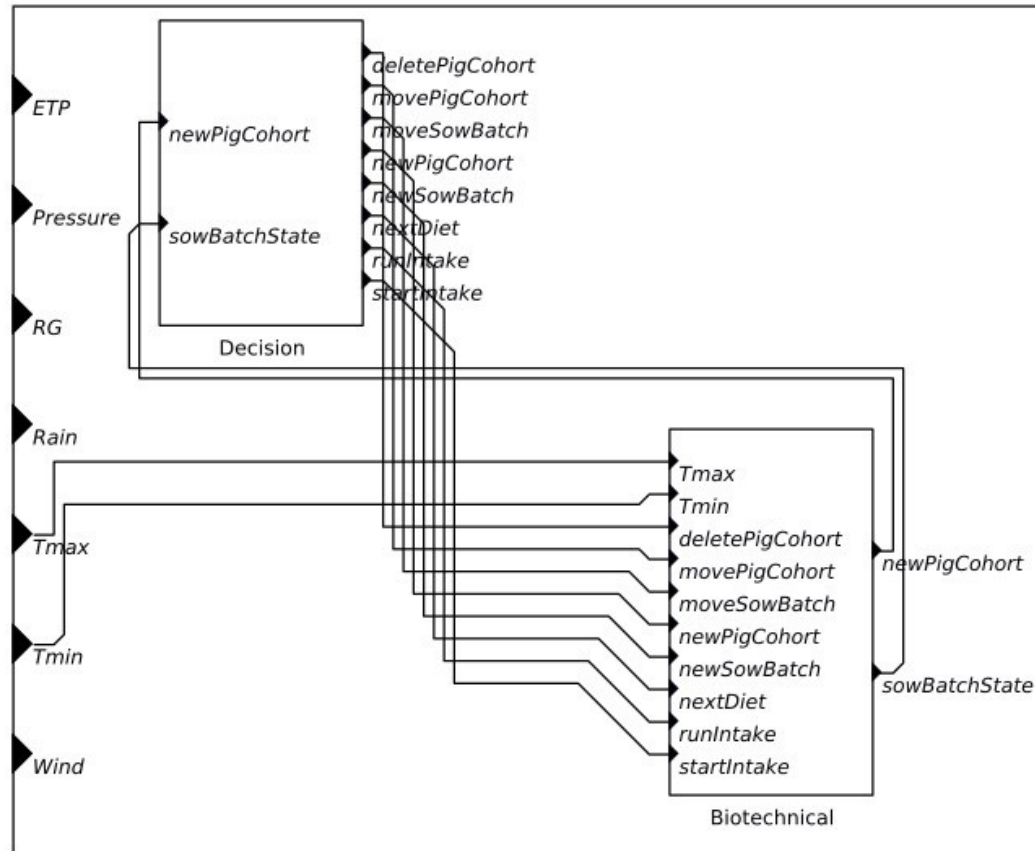 ETP
Pressure
RG
Rain
Tmax
Tmin
Wind
newPigCohort
sowBatchState
deletePigCohort
movePigCohort
moveSowBatch
newPigCohort
newSowBatch
nextDiet
runIntake
startIntake
Decision
Tmax
Tmin
deletePigCohort
movePigCohort
moveSowBatch
newPigCohort
newSowBatch
nextDiet
runIntake
startIntake
newPigCohort
sowBatchState
Biotechnical